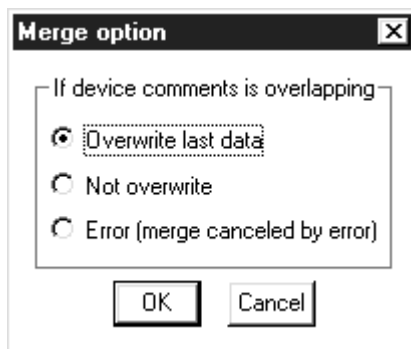 Merge option
If device comments is overlapping
Overwrite last data
Not overwrite
Error (merge canceled by error)
OK Cancel